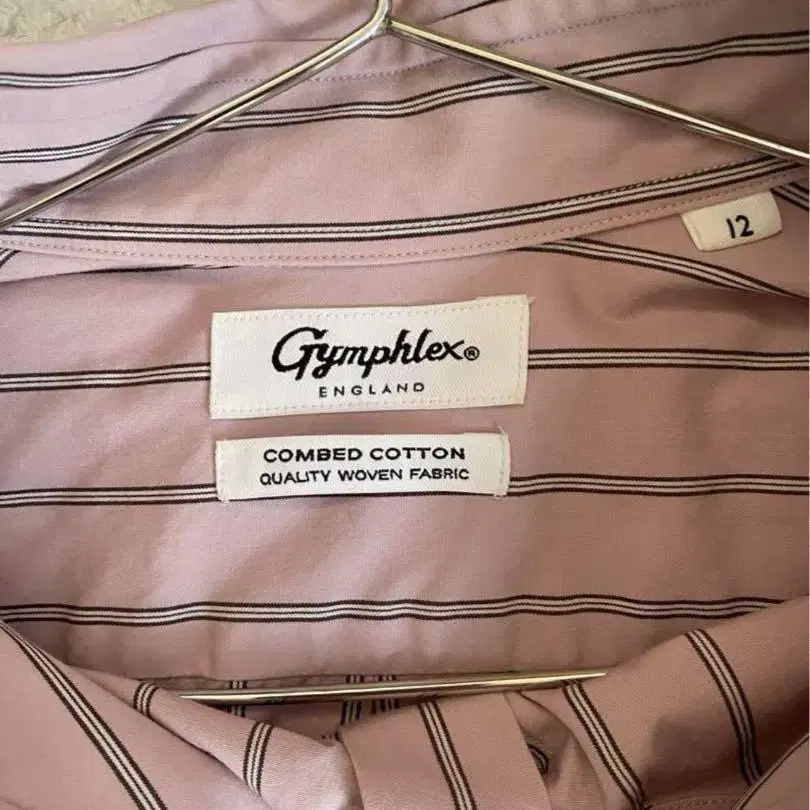 12
Gymphlex®
ENGLAND
COMBED COTTON
QUALITY WOVEN FABRIC